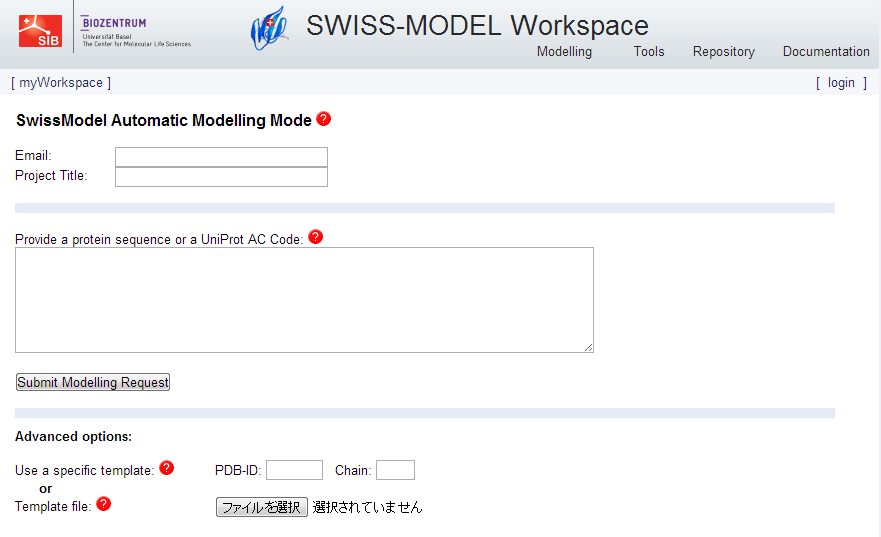 SIB
BIOZENTRUM
Universität Basel
The Center for Molecular Life Sciences
SWISS-MODEL Workspace
Modelling Tools Repository Documentation
[ myWorkspace ] [ login ]
SwissModel Automatic Modelling Mode ?
Email:
Project Title:
Provide a protein sequence or a UniProt AC Code: ?
Submit Modelling Request
Advanced options:
Use a specific template: ? PDB-ID: Chain:
or
Template file: ? ファイルを選択 選択されていません